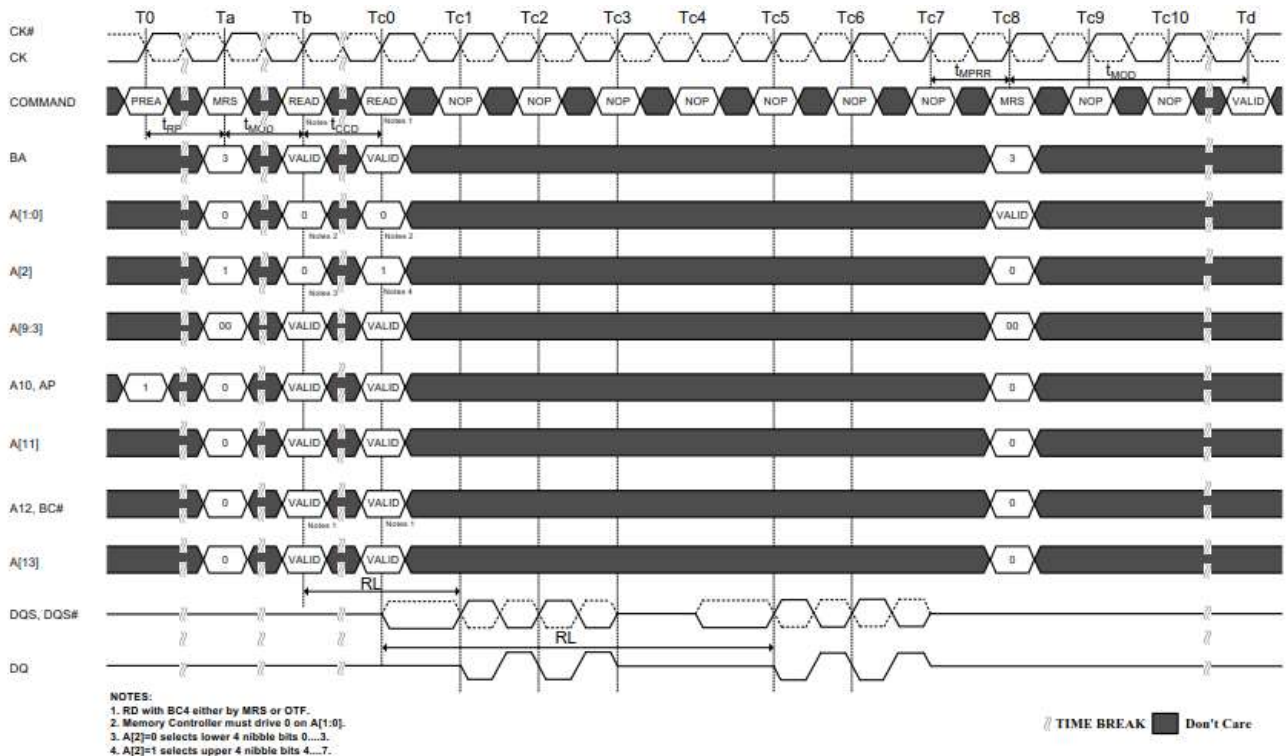 T0 Ta Tb Tc0 Tc1 Tc2 Tc3 Tc4 Tc5 Tc6 Tc7 Tc8 Tc9 Tc10 Td
CK#
CK
tMPRR tMOD
COMMAND PREA MRS READ READ NOP NOP NOP NOP NOP NOP NOP MRS NOP NOP VALID
Notes 1 Notes 1
tRP tMOD tCCD
BA 3 VALID VALID 3
A[1:0] 0 0 0 VALID
Notes 2 Notes 2
A[2] 1 0 1 0
Notes 3 Notes 4
A[9:3] 00 VALID VALID 00
A10, AP 1 0 VALID VALID 0
A[11] 0 VALID VALID 0
A12, BC# 0 VALID VALID 0
Notes 1 Notes 1
A[13] 0 VALID VALID 0
RL
DQS, DQS#
RL
DQ
NOTES:
1. RD with BC4 either by MRS or OTF.
2. Memory Controller must drive 0 on A[1:0].
3. A[2]=0 selects lower 4 nibble bits 0....3.
4. A[2]=1 selects upper 4 nibble bits 4....7.
TIME BREAK Don't Care